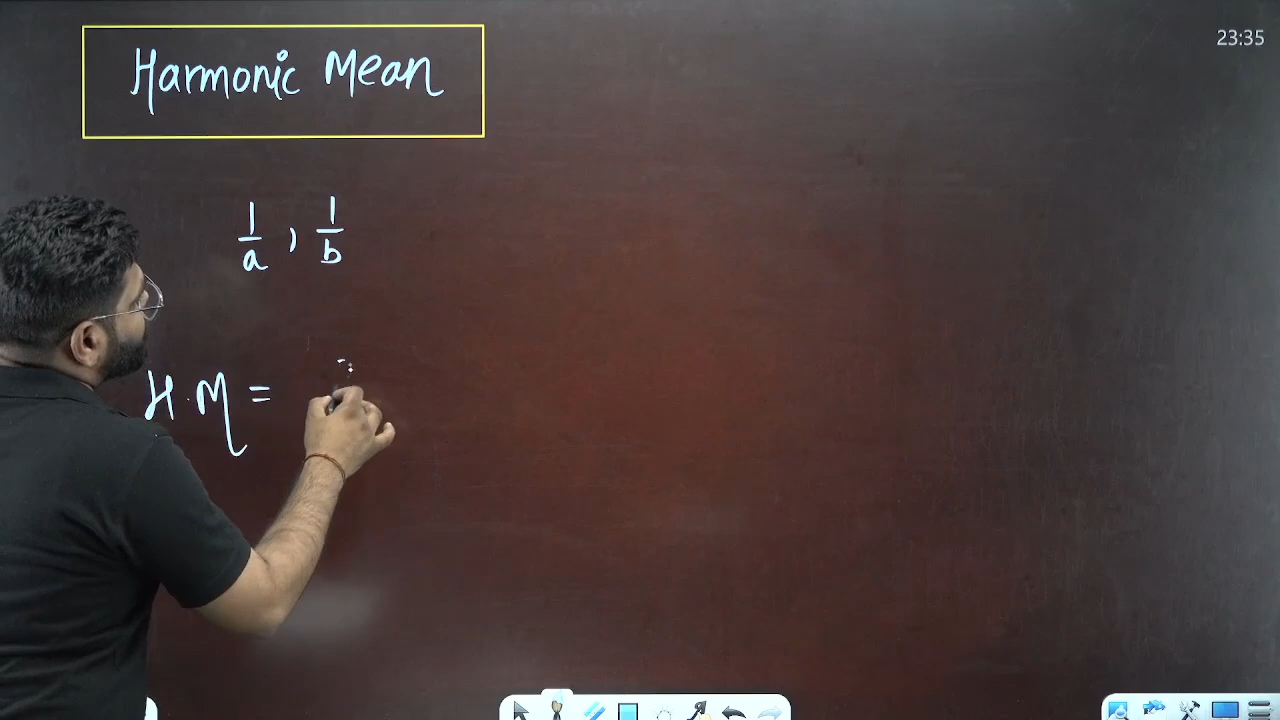 Harmonic Mean
23:35
1/a , 1/b
H.M =